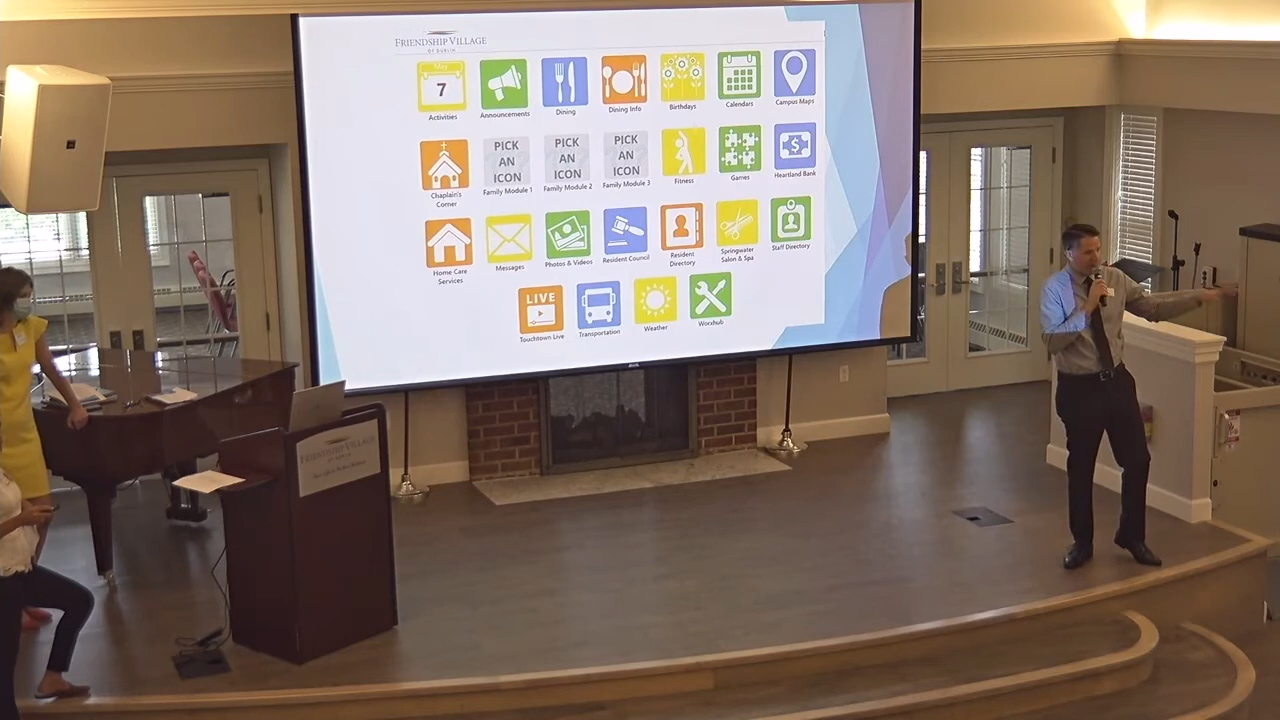 FRIENDSHIP VILLAGE
OF DUBLIN
May
7
Activities
Announcements
Dining
Dining Info
Birthdays
Calendars
Campus Maps
Chaplain's
Corner
PICK
AN
ICON
Family Module 1
PICK
AN
ICON
Family Module 2
PICK
AN
ICON
Family Module 3
Fitness
Games
$
Heartland Bank
Home Care
Services
Messages
Photos & Videos
Resident Council
Resident
Directory
Springwater
Salon & Spa
Staff Directory
LIVE
Touchtown Live
Transportation
Weather
Worxhub
FRIENDSHIP VILLAGE
OF DUBLIN